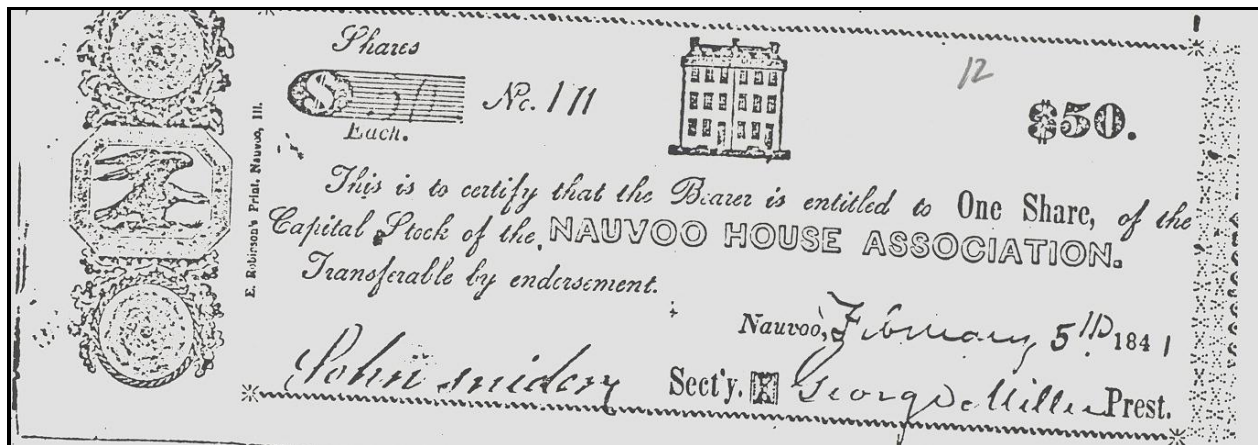 Shares
12
$ 50 No. 111
$50.
Each.
E. Robinson's Print. Nauvoo, Ill.
This is to certify that the Bearer is entitled to One Share, of the
Capital Stock of the NAUVOO HOUSE ASSOCIATION.
Transferable by endorsement.
Nauvoo, February 5th 1841
John snider Sect'y. George Miller Prest.